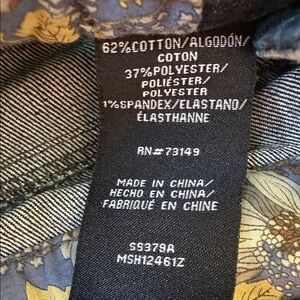 62%COTTON/ALGODÓN/
COTON
37%POLYESTER/
POLIÉSTER/
POLYESTER
1%SPANDEX/ELASTANO/
ÉLASTHANNE
RN#73149
MADE IN CHINA/
HECHO EN CHINA/
FABRIQUÉ EN CHINE
S9379A
MSH12461Z